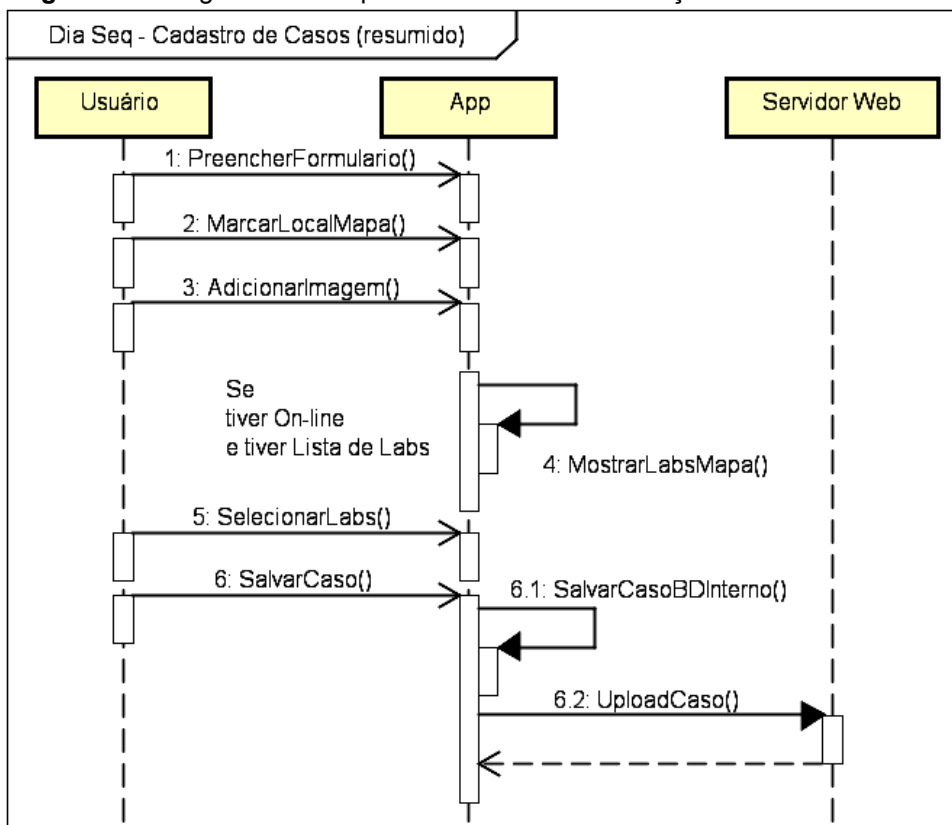 Dia Seq - Cadastro de Casos (resumido)
Usuário
App
Servidor Web
1: PreencherFormulario()
2: MarcarLocalMapa()
3: AdicionarImagem()
Se
tiver On-line
e tiver Lista de Labs
4: MostrarLabsMapa()
5: SelecionarLabs()
6: SalvarCaso()
6.1: SalvarCasoBDInterno()
6.2: UploadCaso()